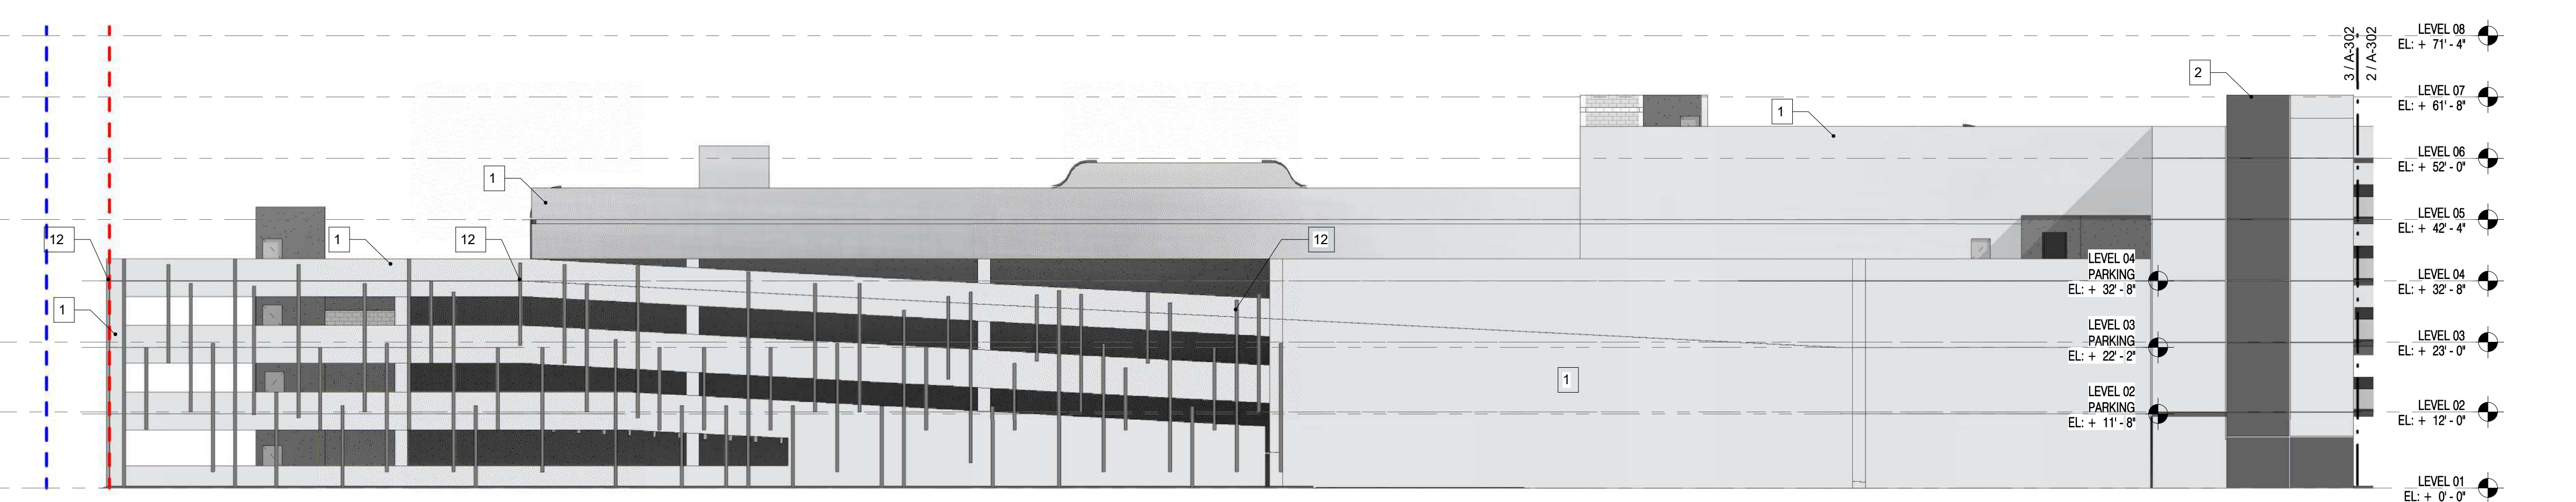 LEVEL 08
EL: + 71' - 4"
3 / A-302
2 / A-302
2
LEVEL 07
EL: + 61' - 8"
1
LEVEL 06
EL: + 52' - 0"
1
LEVEL 05
EL: + 42' - 4"
12
1
12
12
LEVEL 04
PARKING
EL: + 32' - 8"
LEVEL 04
EL: + 32' - 8"
1
LEVEL 03
PARKING
EL: + 22' - 2"
LEVEL 03
EL: + 23' - 0"
1
LEVEL 02
PARKING
EL: + 11' - 8"
LEVEL 02
EL: + 12' - 0"
LEVEL 01
EL: + 0' - 0"